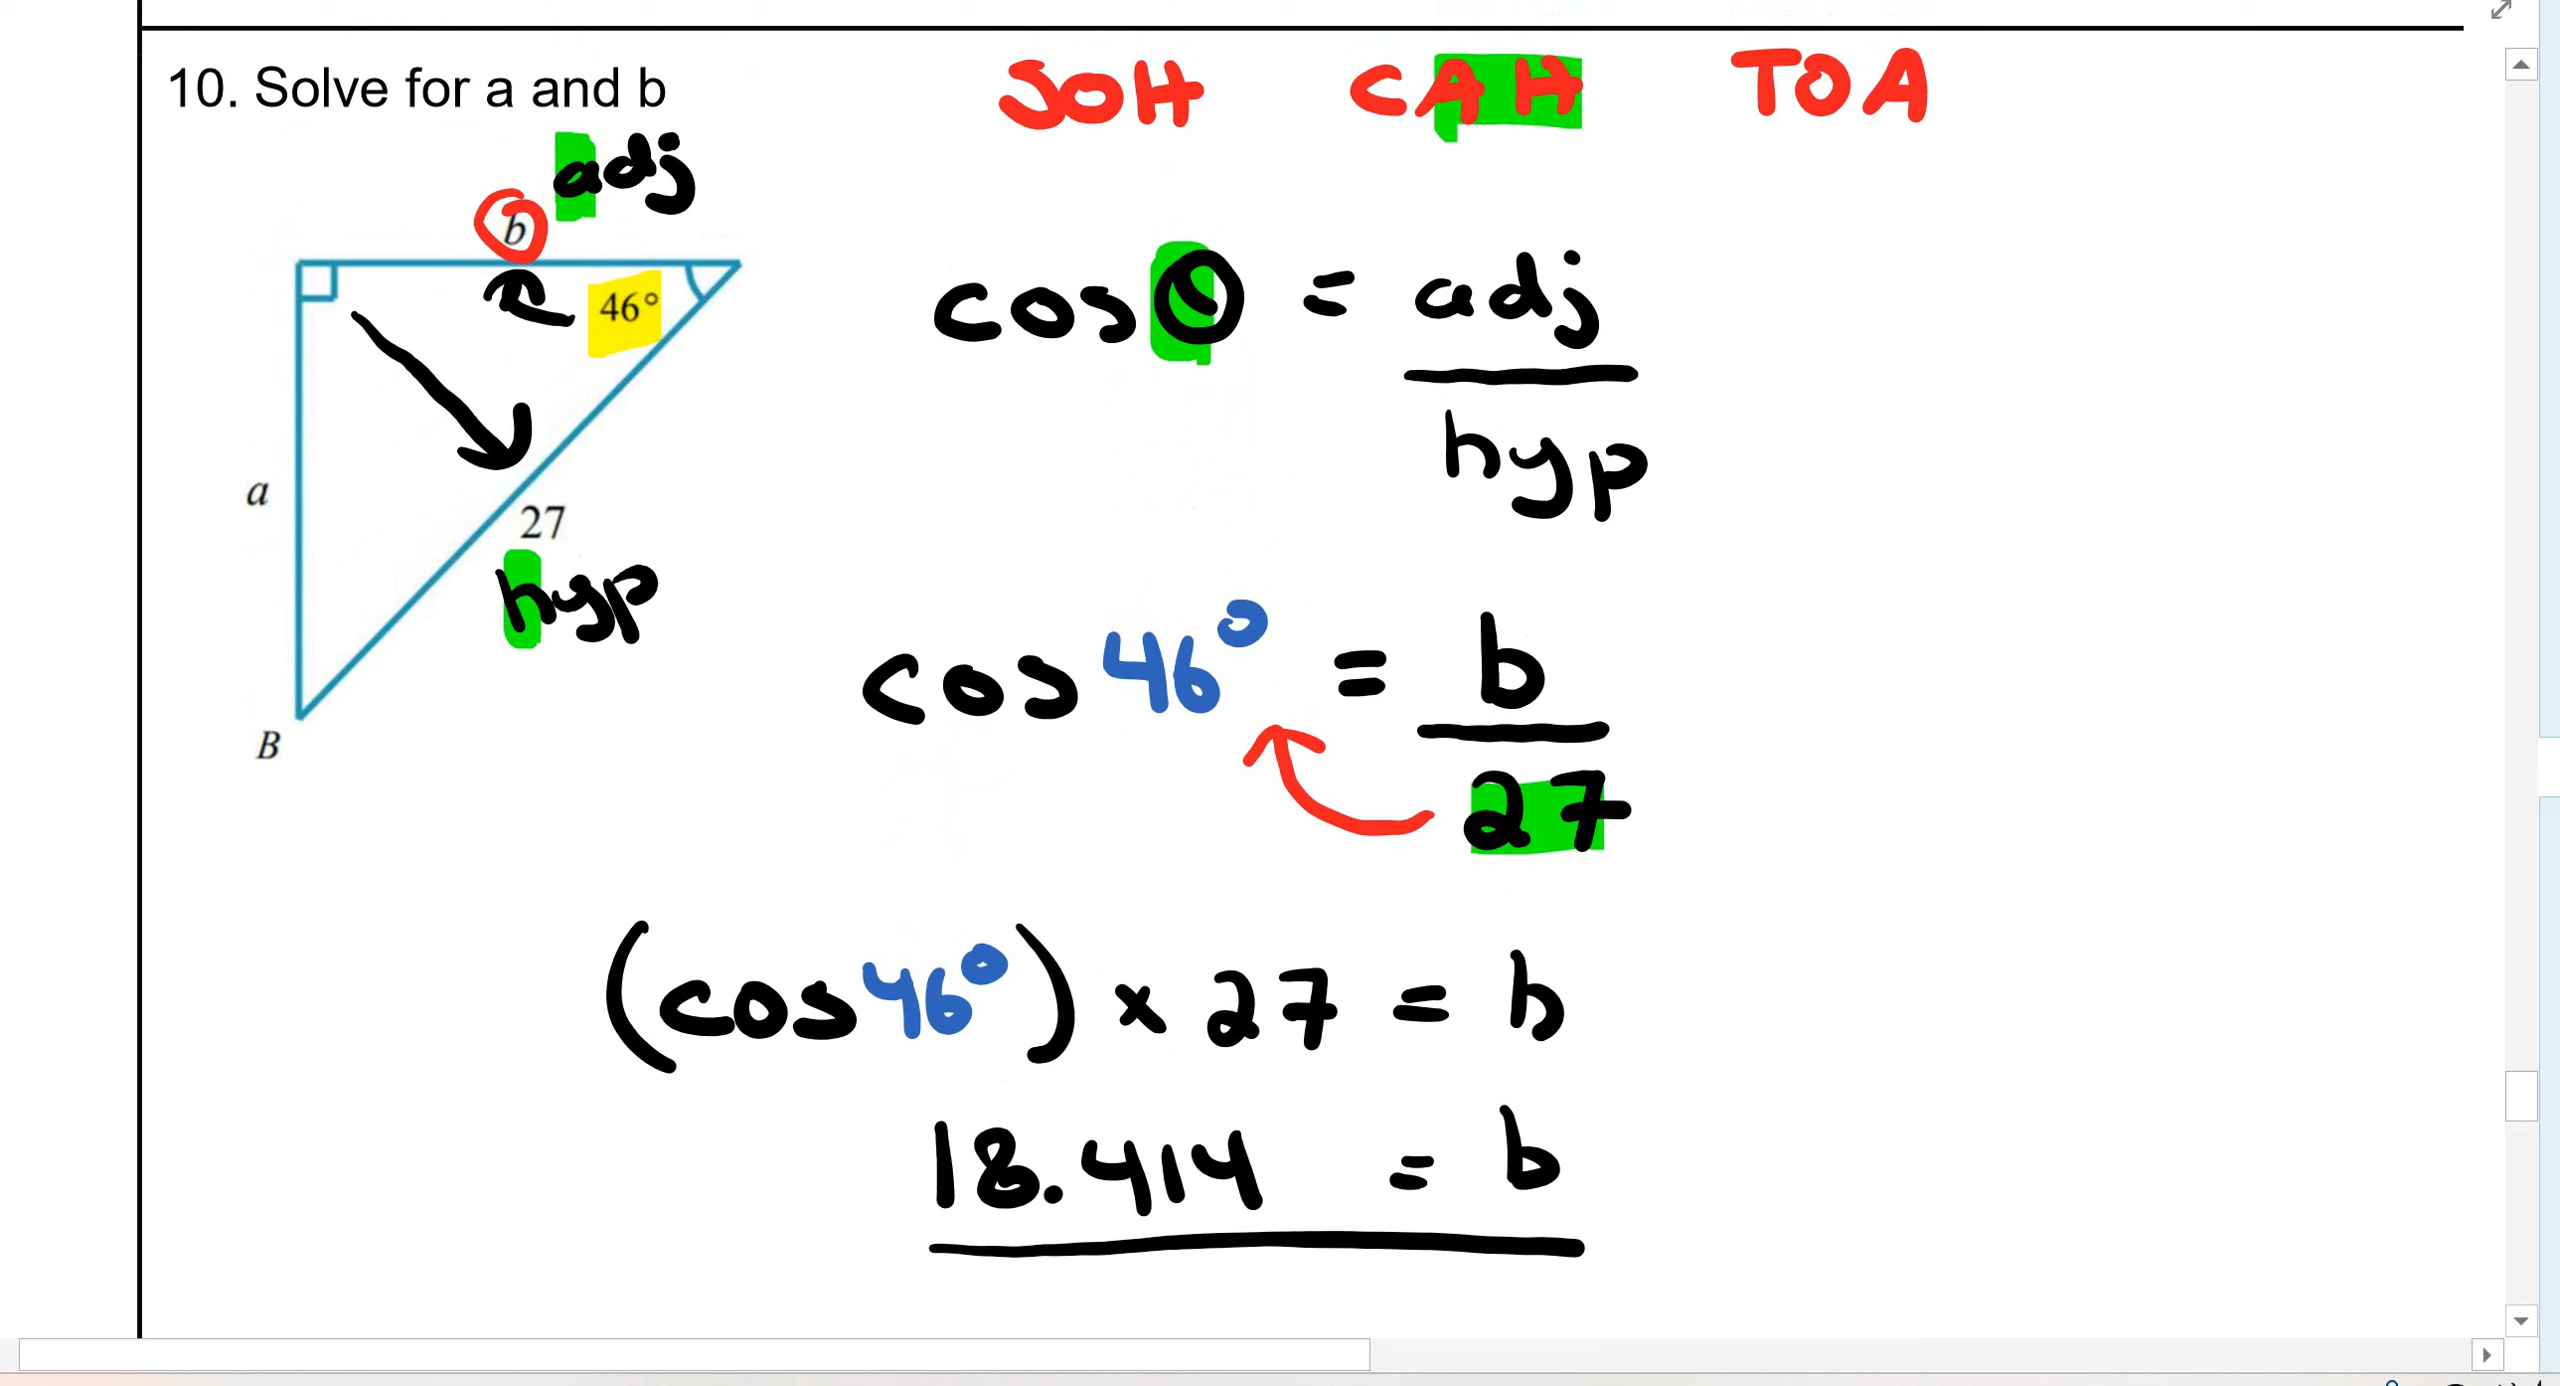 10. Solve for a and b
SOH CAH TOA
adj
b
46°
a
27
hyp
B
cosθ = adj
hyp
cos 46° = b
27
(cos 46°) × 27 = b
18.414 = b